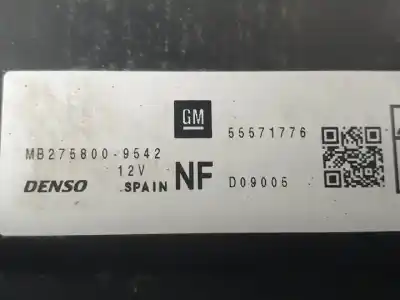 GM 55571776
MB275800-9542
12V
DENSO SPAIN NF D09005